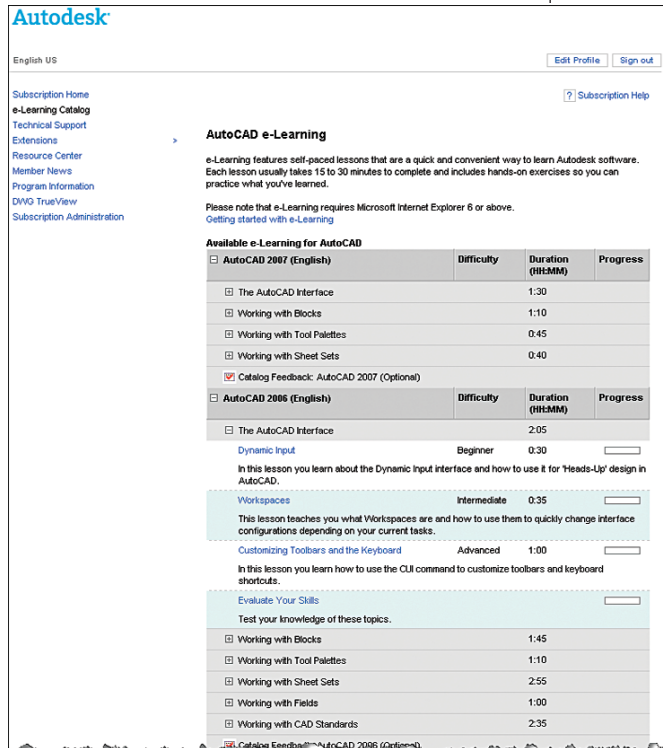 Autodesk
English US
Edit Profile
Sign out
Subscription Home
e-Learning Catalog
Technical Support
Extensions »
Resource Center
Member News
Program Information
DWG TrueView
Subscription Administration
? Subscription Help
AutoCAD e-Learning
e-Learning features self-paced lessons that are a quick and convenient way to learn Autodesk software.
Each lesson usually takes 15 to 30 minutes to complete and includes hands-on exercises so you can
practice what you've learned.
Please note that e-Learning requires Microsoft Internet Explorer 6 or above.
Getting started with e-Learning
Available e-Learning for AutoCAD
AutoCAD 2007 (English) Difficulty Duration (HH:MM) Progress
The AutoCAD Interface 1:30
Working with Blocks 1:10
Working with Tool Palettes 0:45
Working with Sheet Sets 0:40
Catalog Feedback: AutoCAD 2007 (Optional)
AutoCAD 2006 (English) Difficulty Duration (HH:MM) Progress
The AutoCAD Interface 2:05
Dynamic Input Beginner 0:30
In this lesson you learn about the Dynamic Input interface and how to use it for 'Heads-Up' design in
AutoCAD.
Workspaces Intermediate 0:35
This lesson teaches you what Workspaces are and how to use them to quickly change interface
configurations depending on your current tasks.
Customizing Toolbars and the Keyboard Advanced 1:00
In this lesson you learn how to use the CUI command to customize toolbars and keyboard
shortcuts.
Evaluate Your Skills
Test your knowledge of these topics.
Working with Blocks 1:45
Working with Tool Palettes 1:10
Working with Sheet Sets 2:55
Working with Fields 1:00
Working with CAD Standards 2:35
Catalog Feedback: AutoCAD 2006 (Optional)